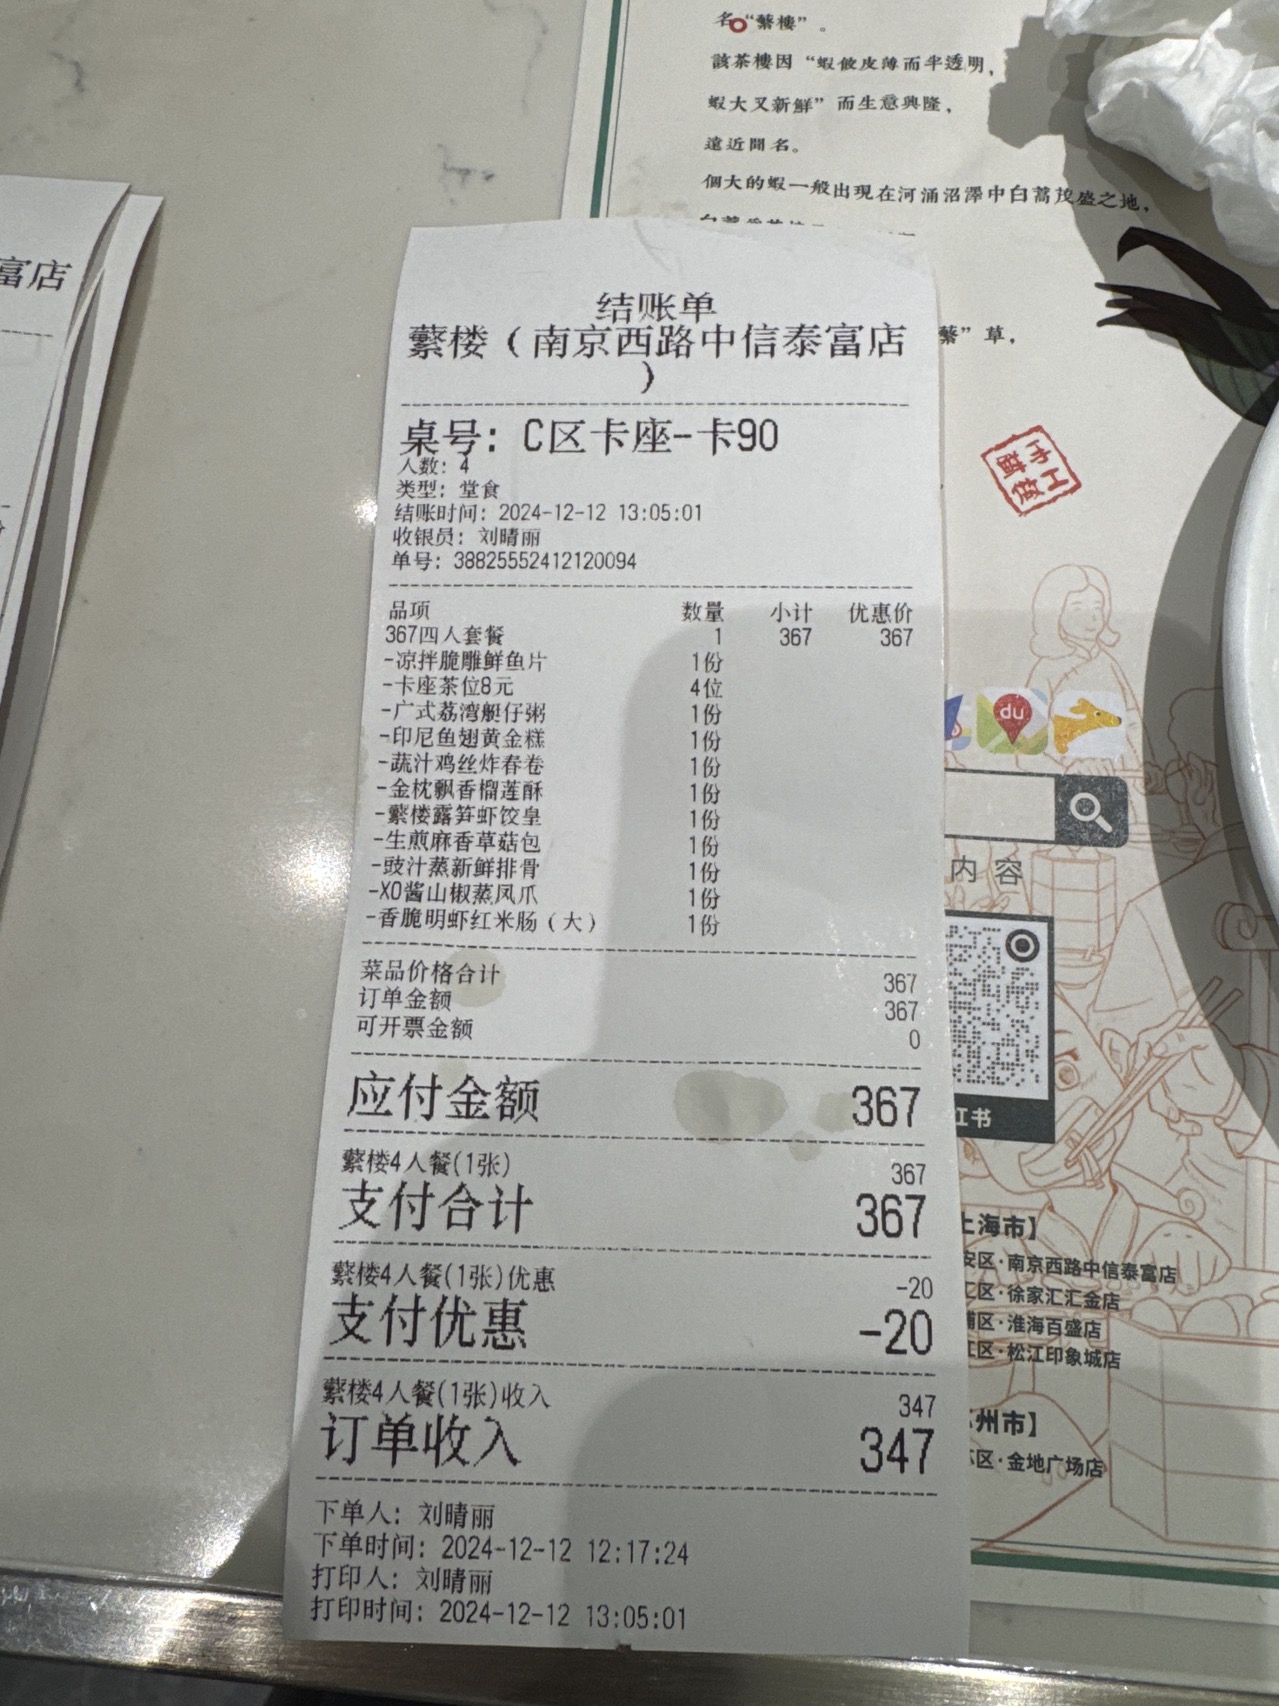 名“蘩樓”。
該茶樓因“蝦餃皮薄而半透明，
蝦大又新鮮”而生意興隆，
遠近聞名。
個大的蝦一般出現在河涌沼澤中白蒿茂盛之地，
富店
蘩”草，
结账单
蘩楼（南京西路中信泰富店
）
桌号：C区卡座-卡90
人数：4
类型：堂食
结账时间：2024-12-12 13:05:01
收银员：刘晴丽
单号：38825552412120094
品项 数量 小计 优惠价
367四人套餐 1 367 367
-凉拌脆雕鲜鱼片 1份
-卡座茶位8元 4位
-广式荔湾艇仔粥 1份
-印尼鱼翅黄金糕 1份
-蔬汁鸡丝炸春卷 1份
-金枕飘香榴莲酥 1份
-蘩楼露笋虾饺皇 1份
-生煎麻香草菇包 1份
-豉汁蒸新鲜排骨 1份
-XO酱山椒蒸凤爪 1份
-香脆明虾红米肠（大） 1份
菜品价格合计 367
订单金额 367
可开票金额 0
应付金额 367
蘩楼4人餐(1张) 367
支付合计 367
蘩楼4人餐(1张)优惠 -20
支付优惠 -20
蘩楼4人餐(1张)收入 347
订单收入 347
下单人：刘晴丽
下单时间：2024-12-12 12:17:24
打印人：刘晴丽
打印时间：2024-12-12 13:05:01
du
内容
红书
上海市】
安区·南京西路中信泰富店
汇区·徐家汇汇金店
浦区·淮海百盛店
江区·松江印象城店
州市】
区·金地广场店